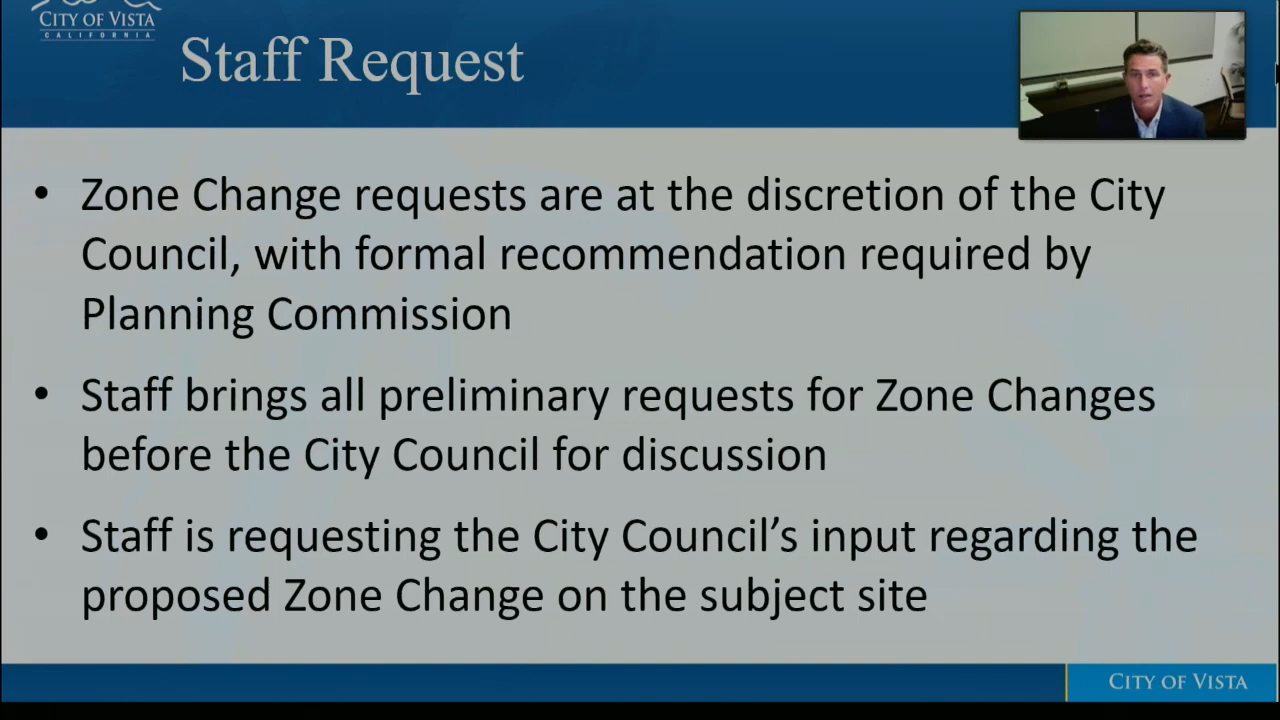 CITY OF VISTA
CALIFORNIA
Staff Request
• Zone Change requests are at the discretion of the City
Council, with formal recommendation required by
Planning Commission
• Staff brings all preliminary requests for Zone Changes
before the City Council for discussion
• Staff is requesting the City Council’s input regarding the
proposed Zone Change on the subject site
CITY OF VISTA